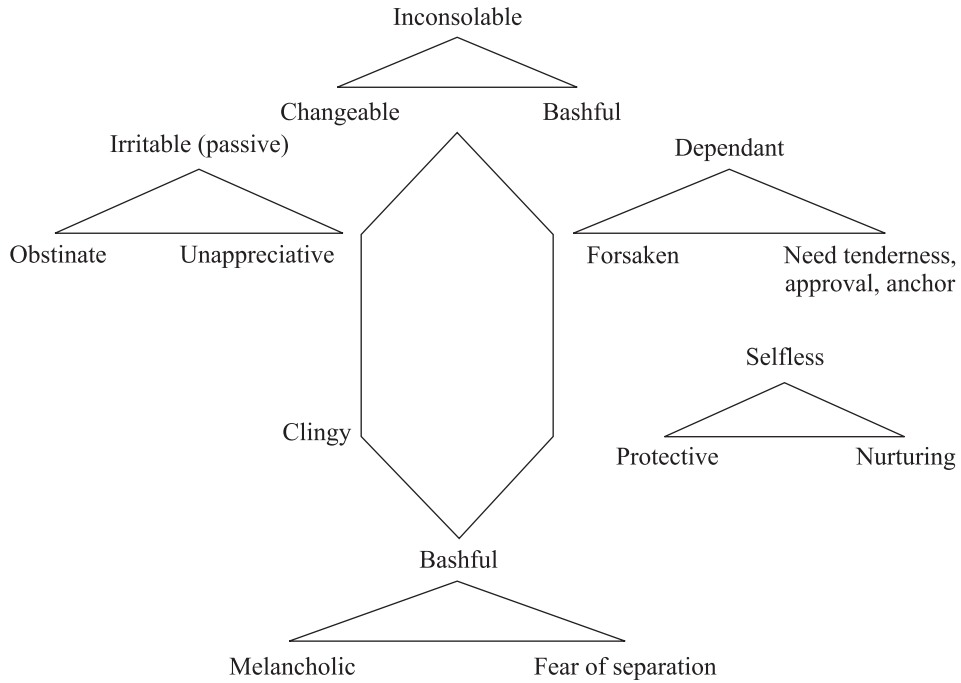 Inconsolable
Changeable
Bashful
Irritable (passive)
Dependant
Obstinate
Unappreciative
Forsaken
Need tenderness,
approval, anchor
Selfless
Clingy
Protective
Nurturing
Bashful
Melancholic
Fear of separation